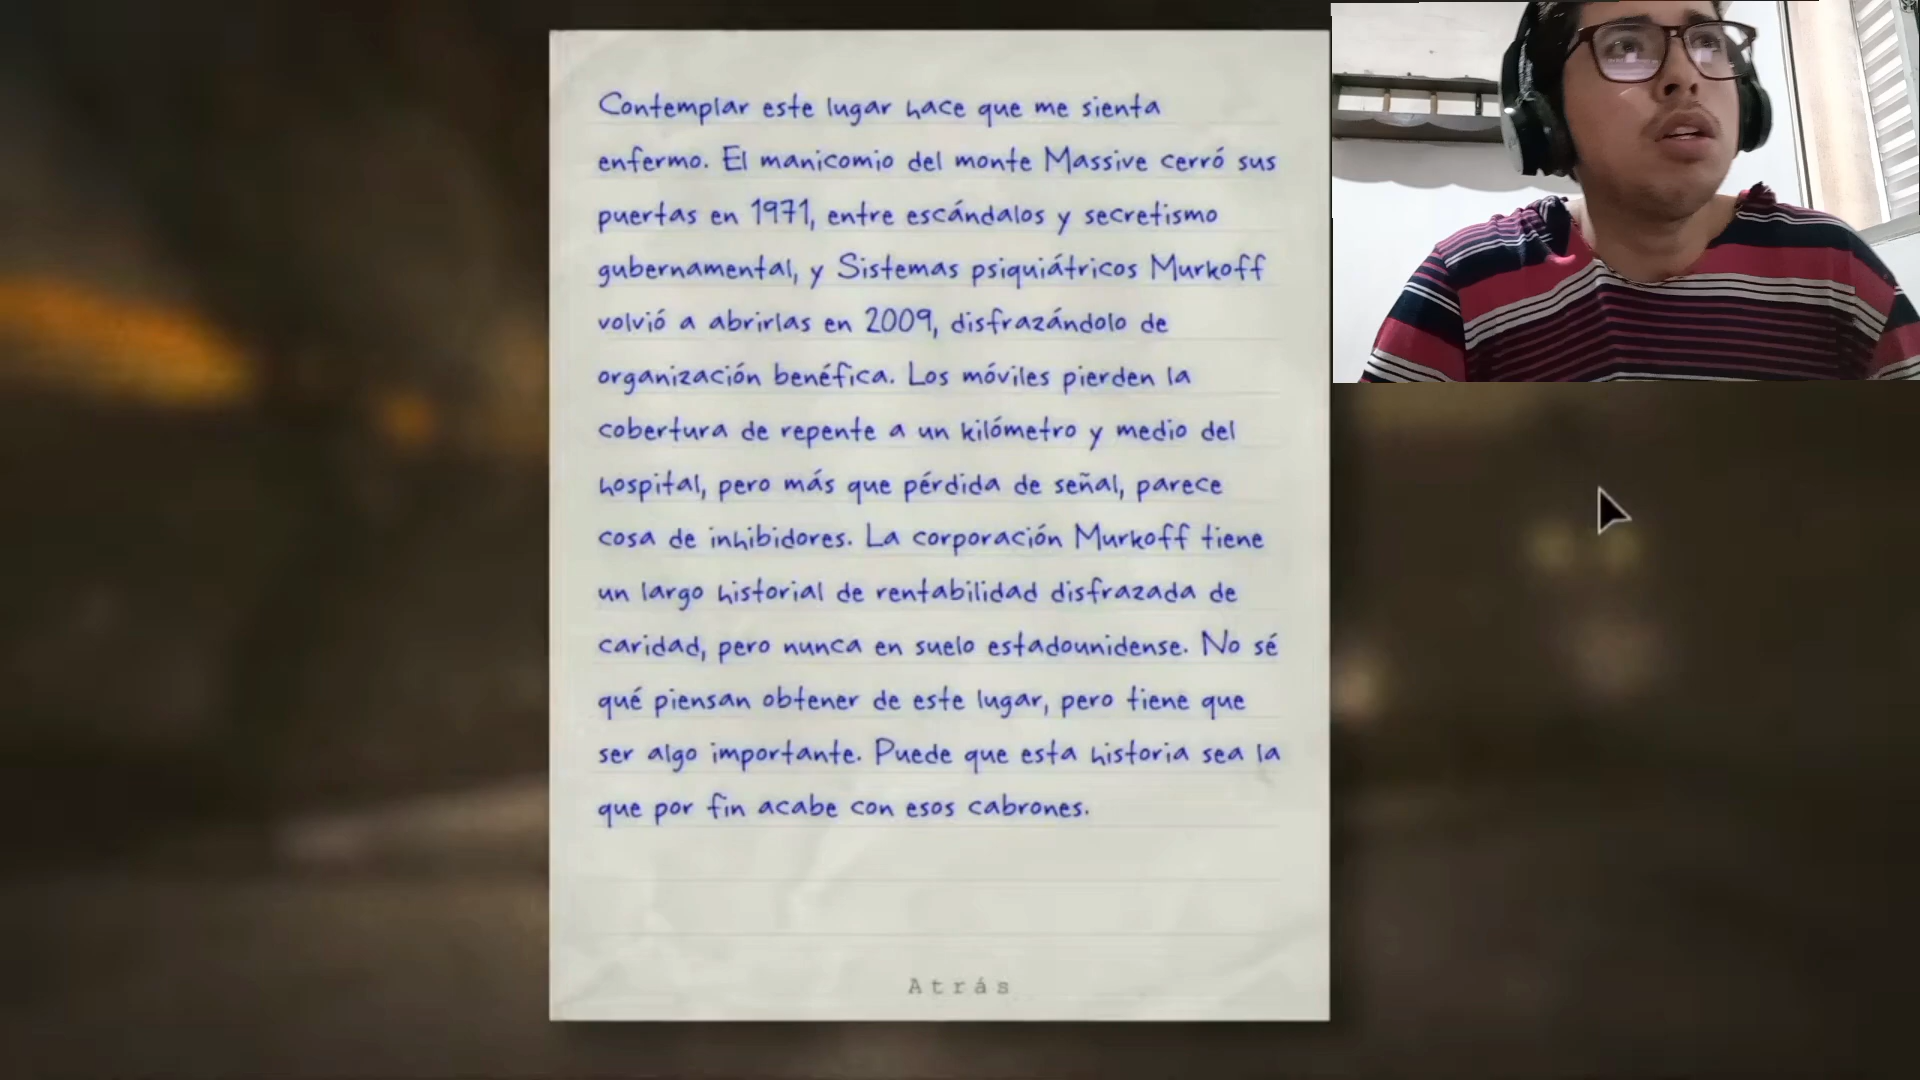 Contemplar este lugar hace que me sienta
enfermo. El manicomio del monte Massive cerró sus
puertas en 1971, entre escándalos y secretismo
gubernamental, y Sistemas psiquiátricos Murkoff
volvió a abrirlas en 2009, disfrazándolo de
organización benéfica. Los móviles pierden la
cobertura de repente a un kilómetro y medio del
hospital, pero más que pérdida de señal, parece
cosa de inhibidores. La corporación Murkoff tiene
un largo historial de rentabilidad disfrazada de
caridad, pero nunca en suelo estadounidense. No sé
qué piensan obtener de este lugar, pero tiene que
ser algo importante. Puede que esta historia sea la
que por fin acabe con esos cabrones.
Atrás